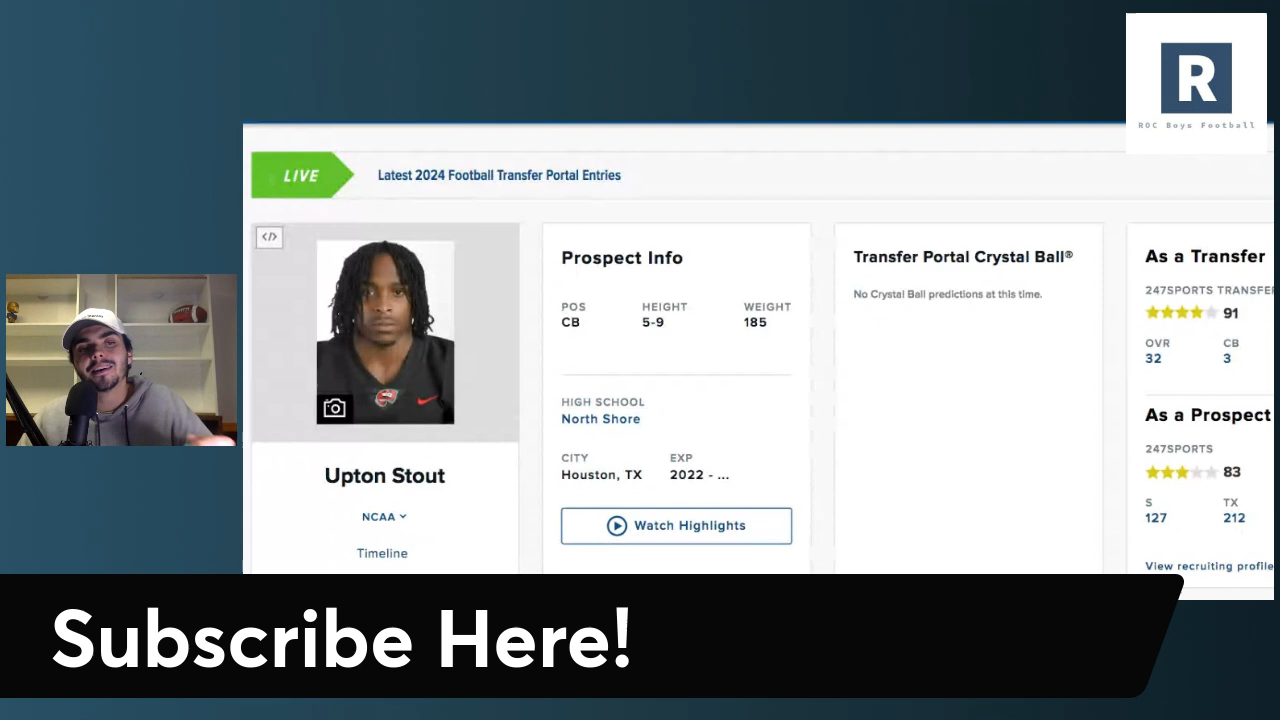 R
ROC Boys Football
LIVE
Latest 2024 Football Transfer Portal Entries
</>
Upton Stout
NCAA
Timeline
Prospect Info
POS HEIGHT WEIGHT
CB 5-9 185
HIGH SCHOOL
North Shore
CITY EXP
Houston, TX 2022 - ...
Watch Highlights
Transfer Portal Crystal Ball®
No Crystal Ball predictions at this time.
As a Transfer
247SPORTS TRANSFE
91
OVR CB
32 3
As a Prospect
247SPORTS
83
S TX
127 212
View recruiting profile
Subscribe Here!